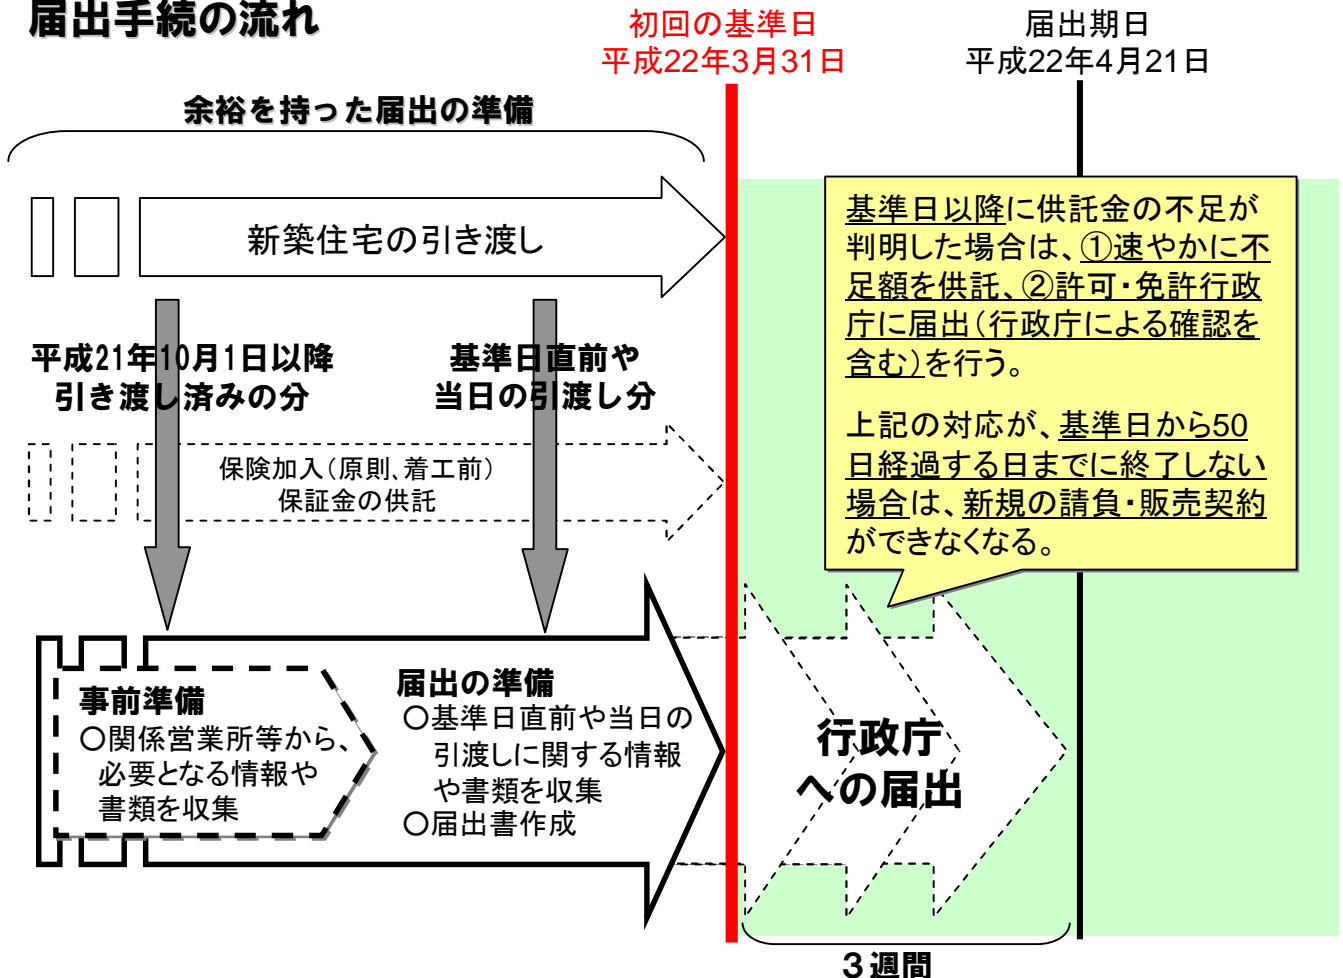 届出手続の流れ
初回の基準日
平成22年3月31日
届出期日
平成22年4月21日
余裕を持った届出の準備
新築住宅の引き渡し
平成21年10月1日以降
引き渡し済みの分
基準日直前や
当日の引渡し分
保険加入（原則、着工前）
保証金の供託
基準日以降に供託金の不足が
判明した場合は、①速やかに不
足額を供託、②許可・免許行政
庁に届出（行政庁による確認を
含む）を行う。
上記の対応が、基準日から50
日経過する日までに終了しない
場合は、新規の請負・販売契約
ができなくなる。
事前準備
○関係営業所等から、
必要となる情報や
書類を収集
届出の準備
○基準日直前や当日の
引渡しに関する情報
や書類を収集
○届出書作成
行政庁
への届出
３週間